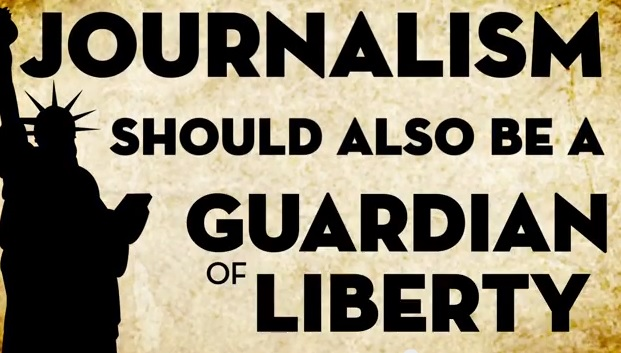 JOURNALISM
SHOULD ALSO BE A
GUARDIAN
OF LIBERTY